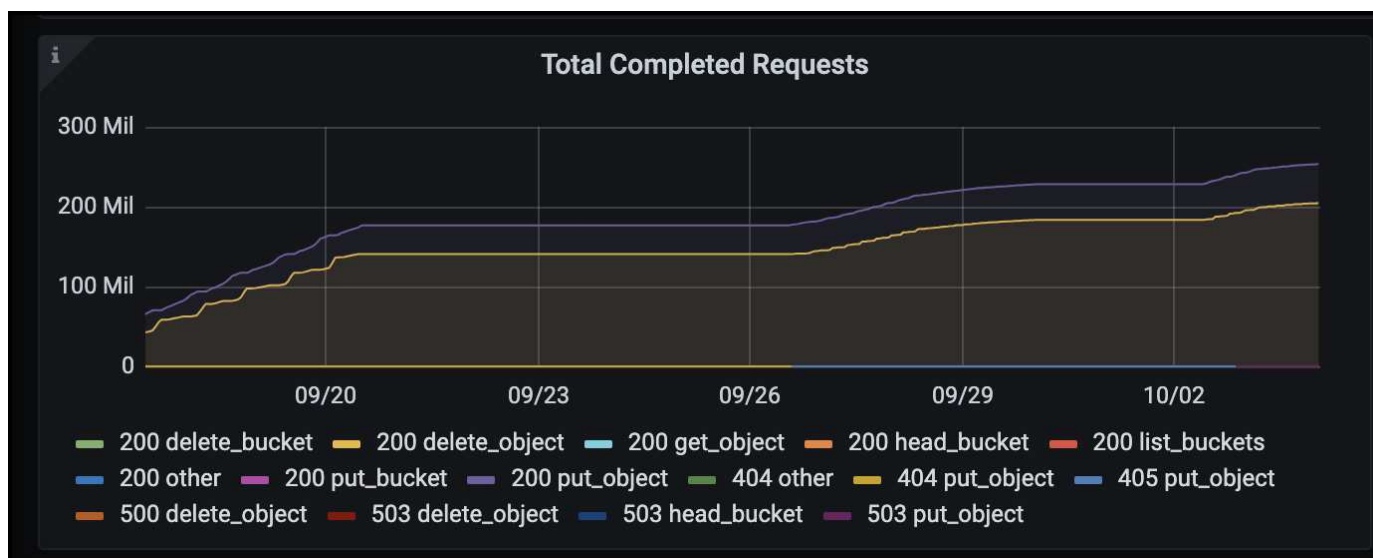 i
Total Completed Requests
300 Mil
200 Mil
100 Mil
0
09/20 09/23 09/26 09/29 10/02
200 delete_bucket 200 delete_object 200 get_object 200 head_bucket 200 list_buckets
200 other 200 put_bucket 200 put_object 404 other 404 put_object 405 put_object
500 delete_object 503 delete_object 503 head_bucket 503 put_object